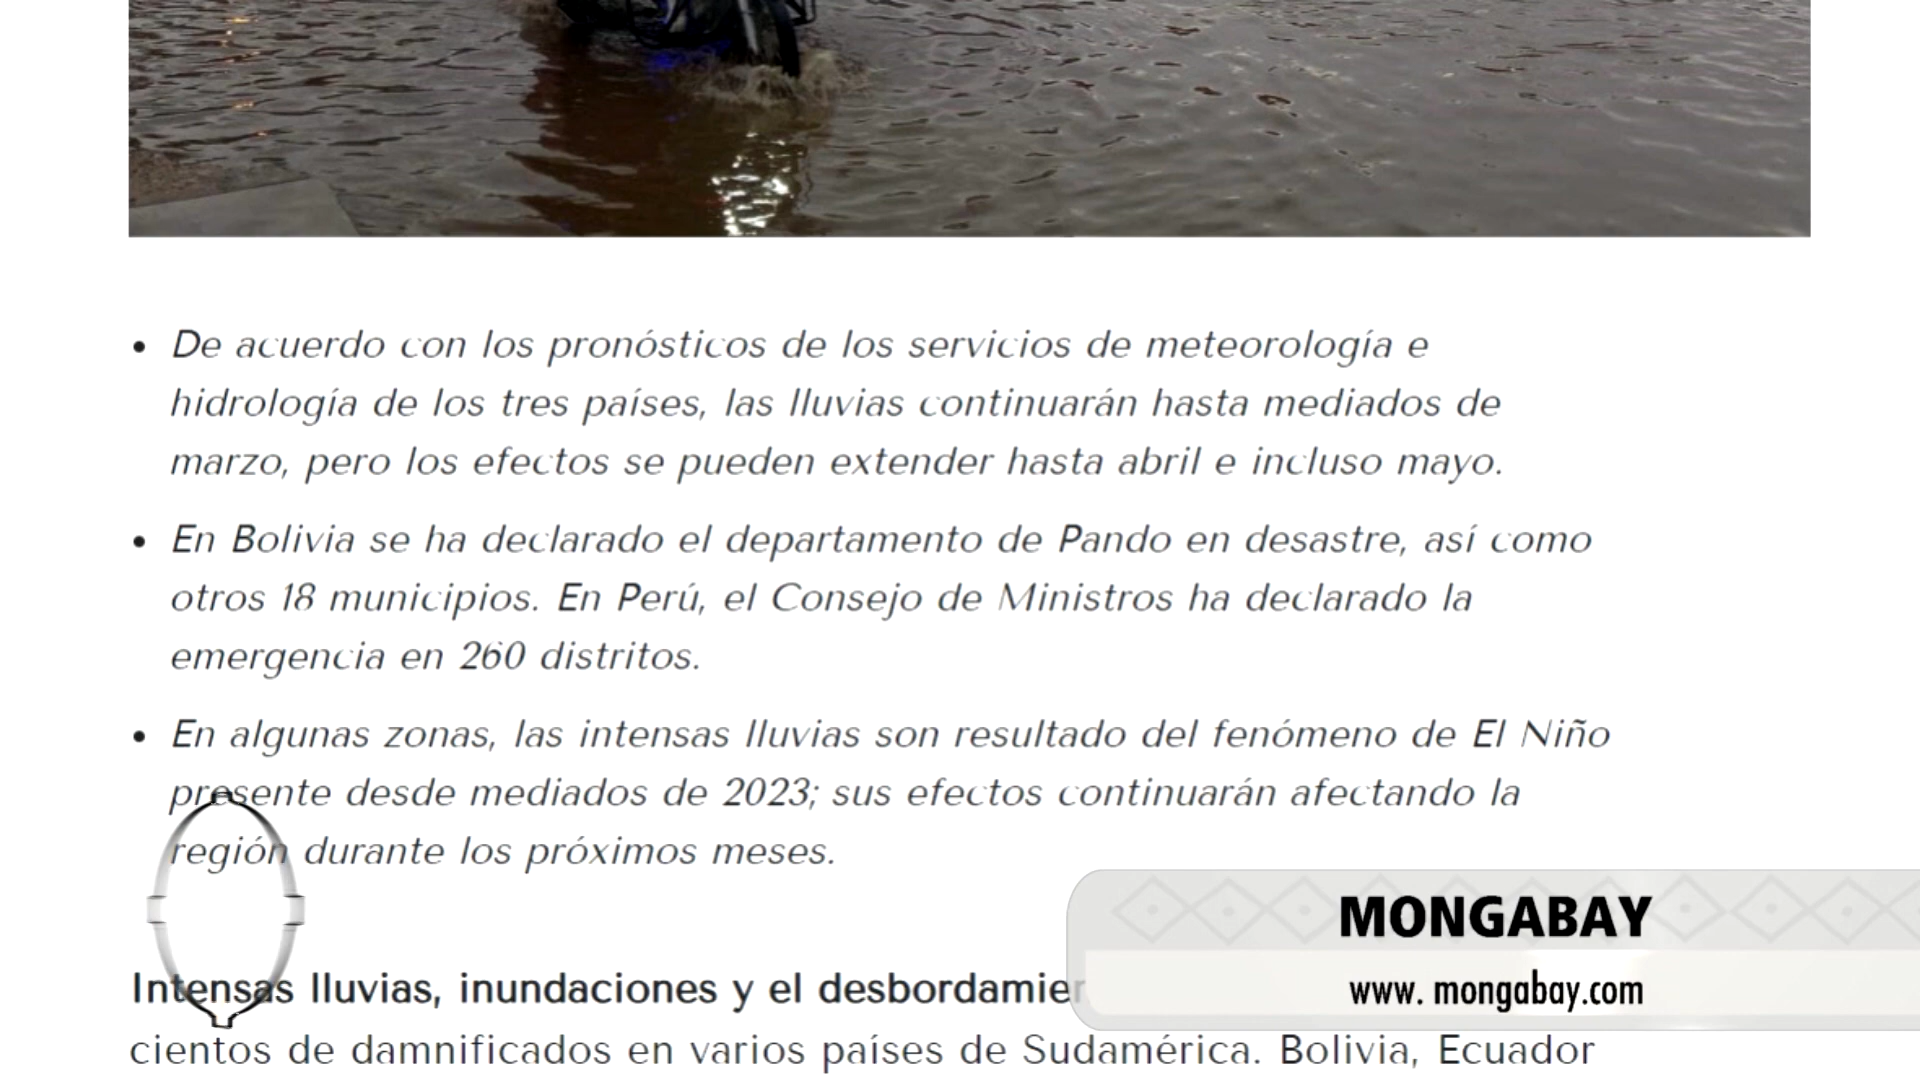 De acuerdo con los pronósticos de los servicios de meteorología e
hidrología de los tres países, las lluvias continuarán hasta mediados de
marzo, pero los efectos se pueden extender hasta abril e incluso mayo.
En Bolivia se ha declarado el departamento de Pando en desastre, así como
otros 18 municipios. En Perú, el Consejo de Ministros ha declarado la
emergencia en 260 distritos.
En algunas zonas, las intensas lluvias son resultado del fenómeno de El Niño
presente desde mediados de 2023; sus efectos continuarán afectando la
región durante los próximos meses.
Intensas lluvias, inundaciones y el
cientos de damnificados en varios países de Sudamérica. Bolivia, Ecuador
MONGABAY
www. mongabay.com